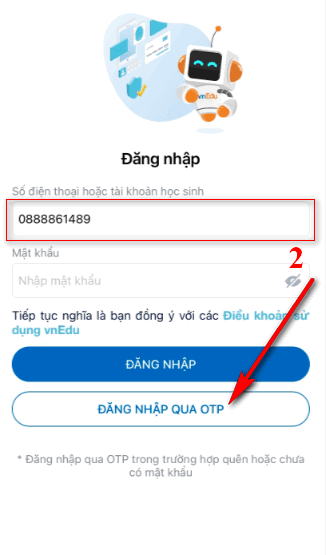 vnEdu
Đăng nhập
Số điện thoại hoặc tài khoản học sinh
0888861489
Mật khẩu
2
Nhập mật khẩu
Tiếp tục nghĩa là bạn đồng ý với các Điều khoản sử
dụng vnEdu
ĐĂNG NHẬP
ĐĂNG NHẬP QUA OTP
* Đăng nhập qua OTP trong trường hợp quên hoặc chưa
có mật khẩu